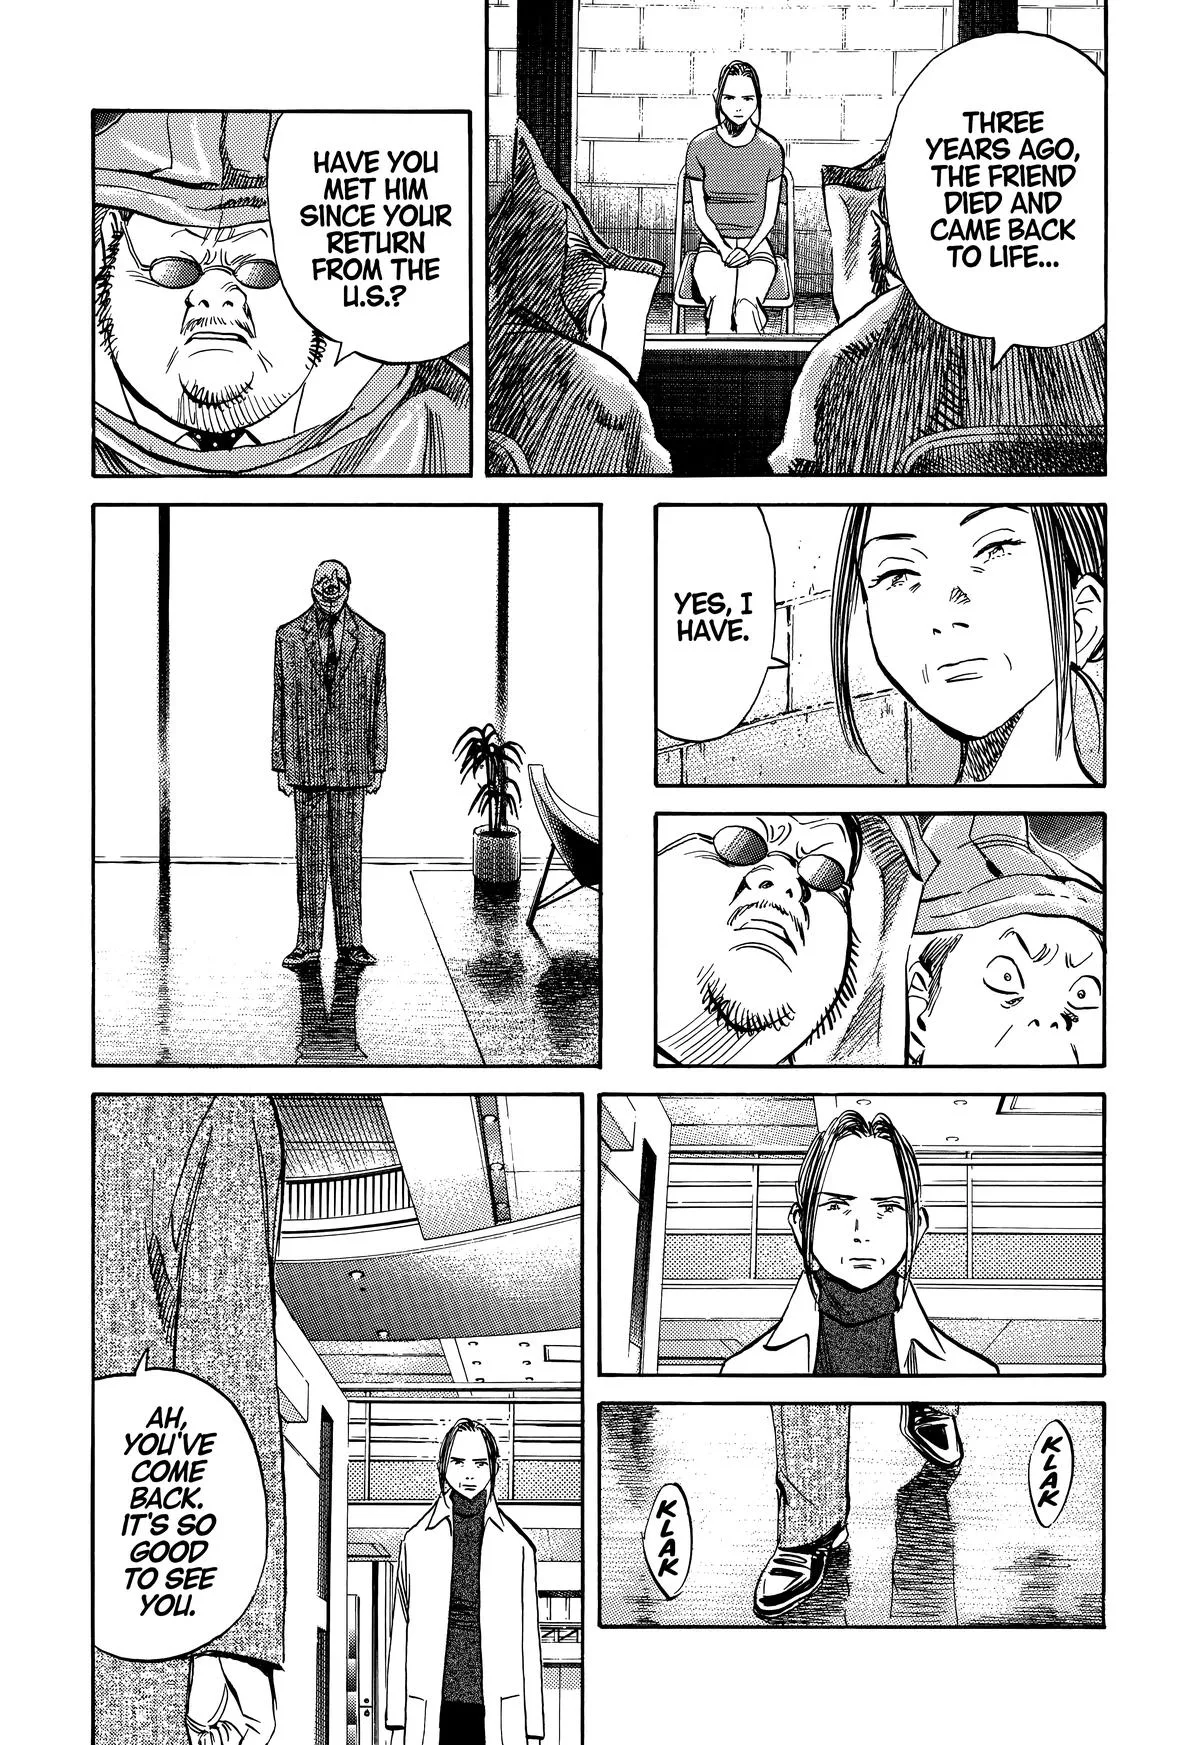 THREE
YEARS AGO,
THE FRIEND
DIED AND
CAME BACK
TO LIFE...
HAVE YOU
MET HIM
SINCE YOUR
RETURN
FROM THE
U.S.?
YES, I
HAVE.
KLAK
KLAK
AH,
YOU'VE
COME
BACK.
IT'S SO
GOOD
TO SEE
YOU.